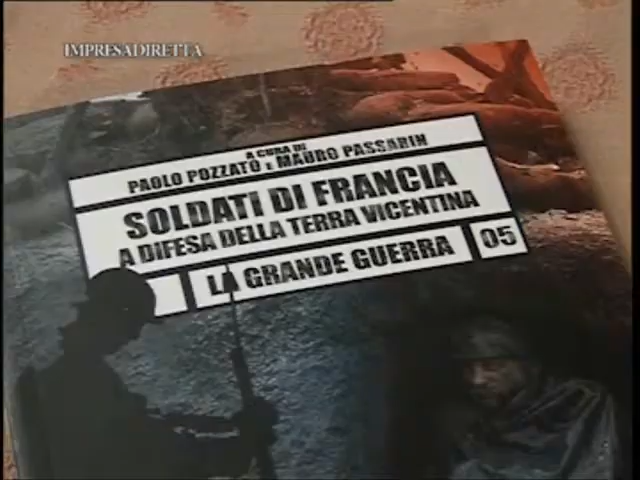 IMPRESADIRETTA
A CURA DI
PAOLO POZZATO E MAURO PASSARIN
SOLDATI DI FRANCIA
A DIFESA DELLA TERRA VICENTINA
LA GRANDE GUERRA
05